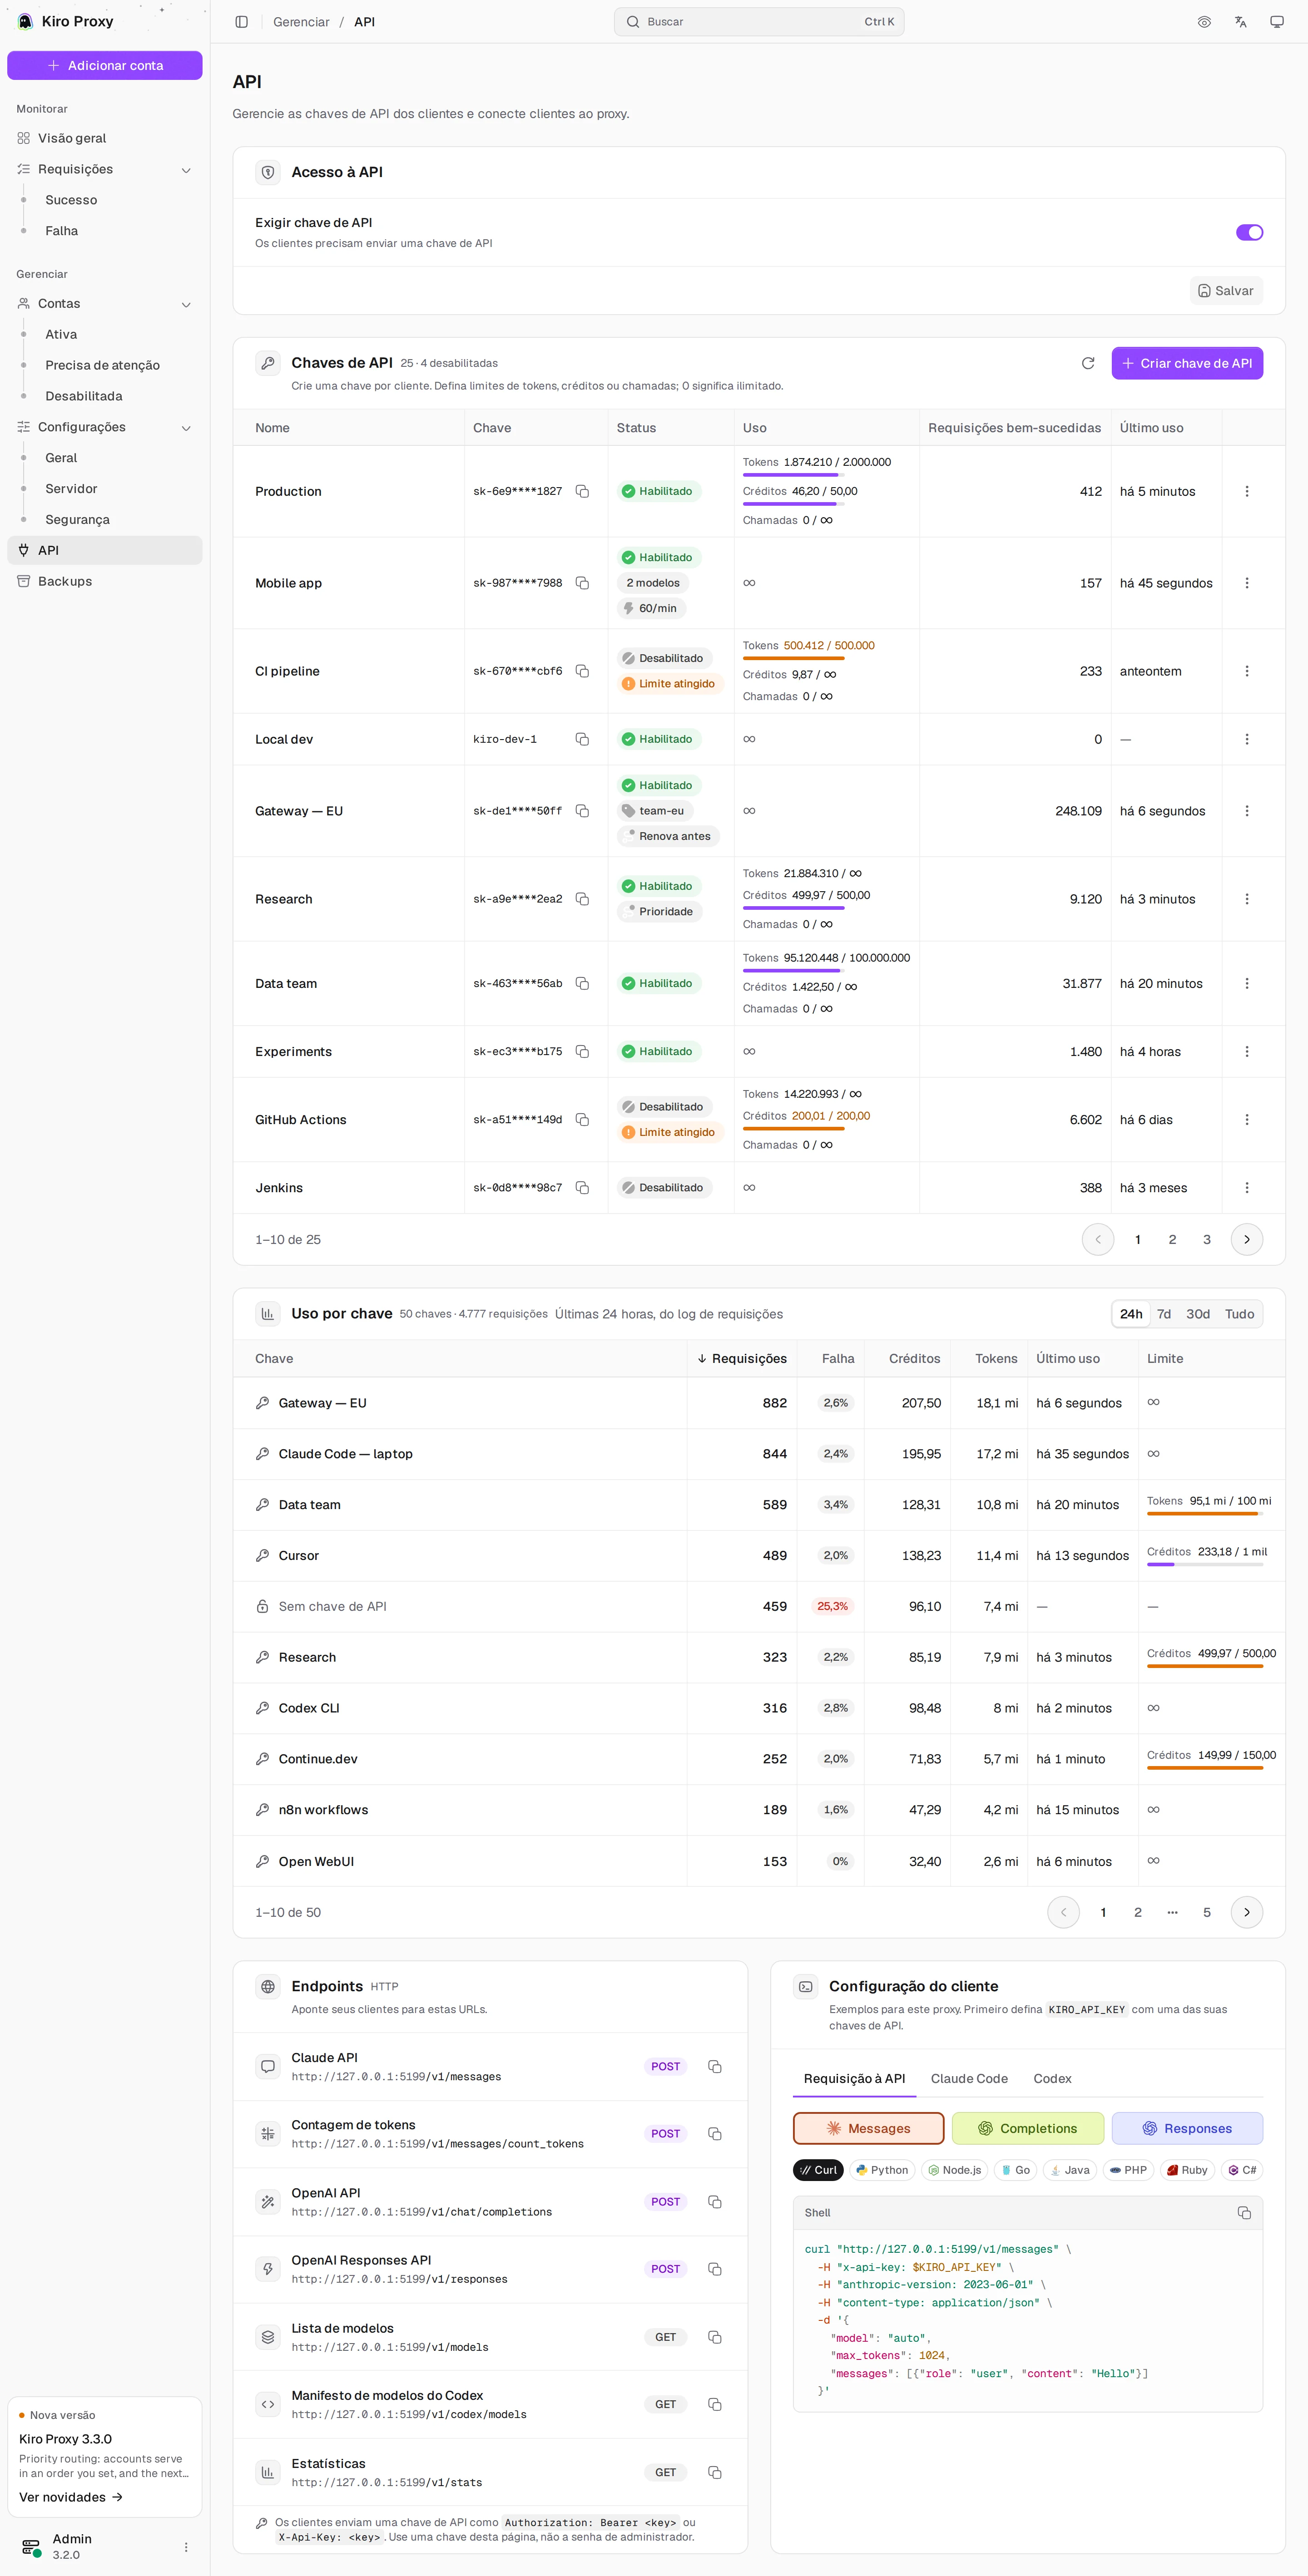 Kiro Proxy
Adicionar conta
Monitorar
Visão geral
Requisições
Sucesso
Falha
Gerenciar
Contas
Ativa
Precisa de atenção
Desabilitada
Configurações
Geral
Servidor
Segurança
API
Backups
Nova versão
Kiro Proxy 3.3.0
Priority routing: accounts serve
in an order you set, and the next...
Ver novidades →
Admin
3.2.0
Gerenciar / API
Buscar Ctrl K
API
Gerencie as chaves de API dos clientes e conecte clientes ao proxy.
Acesso à API
Exigir chave de API
Os clientes precisam enviar uma chave de API
Salvar
Chaves de API 25 · 4 desabilitadas
Crie uma chave por cliente. Defina limites de tokens, créditos ou chamadas; 0 significa ilimitado.
Criar chave de API
Nome Chave Status Uso Requisições bem-sucedidas Último uso
Tokens 1.874.210 / 2.000.000
Production sk-6e9****1827 Habilitado Créditos 46,20 / 50,00 412 há 5 minutos
Chamadas 0 / ∞
Habilitado
Mobile app sk-987****7988 2 modelos ∞ 157 há 45 segundos
60/min
Tokens 500.412 / 500.000
Desabilitado
CI pipeline sk-670****cbf6 Créditos 9,87 / ∞ 233 anteontem
Limite atingido
Chamadas 0 / ∞
Local dev kiro-dev-1 Habilitado ∞ 0 —
Habilitado
Gateway — EU sk-de1****50ff team-eu ∞ 248.109 há 6 segundos
Renova antes
Tokens 21.884.310 / ∞
Habilitado
Research sk-a9e****2ea2 Créditos 499,97 / 500,00 9.120 há 3 minutos
Prioridade
Chamadas 0 / ∞
Tokens 95.120.448 / 100.000.000
Data team sk-463****56ab Habilitado Créditos 1.422,50 / ∞ 31.877 há 20 minutos
Chamadas 0 / ∞
Experiments sk-ec3****b175 Habilitado ∞ 1.480 há 4 horas
Tokens 14.220.993 / ∞
Desabilitado
GitHub Actions sk-a51****149d Créditos 200,01 / 200,00 6.602 há 6 dias
Limite atingido
Chamadas 0 / ∞
Jenkins sk-0d8****98c7 Desabilitado ∞ 388 há 3 meses
1–10 de 25 1 2 3
Uso por chave 50 chaves · 4.777 requisições Últimas 24 horas, do log de requisições 24h 7d 30d Tudo
Chave ↓ Requisições Falha Créditos Tokens Último uso Limite
Gateway — EU 882 2,6% 207,50 18,1 mi há 6 segundos ∞
Claude Code — laptop 844 2,4% 195,95 17,2 mi há 35 segundos ∞
Data team 589 3,4% 128,31 10,8 mi há 20 minutos Tokens 95,1 mi / 100 mi
Cursor 489 2,0% 138,23 11,4 mi há 13 segundos Créditos 233,18 / 1 mil
Sem chave de API 459 25,3% 96,10 7,4 mi — —
Research 323 2,2% 85,19 7,9 mi há 3 minutos Créditos 499,97 / 500,00
Codex CLI 316 2,8% 98,48 8 mi há 2 minutos ∞
Continue.dev 252 2,0% 71,83 5,7 mi há 1 minuto Créditos 149,99 / 150,00
n8n workflows 189 1,6% 47,29 4,2 mi há 15 minutos ∞
Open WebUI 153 0% 32,40 2,6 mi há 6 minutos ∞
1–10 de 50 1 2 ··· 5
Endpoints HTTP
Aponte seus clientes para estas URLs.
Claude API
http://127.0.0.1:5199/v1/messages POST
Contagem de tokens
http://127.0.0.1:5199/v1/messages/count_tokens POST
OpenAI API
http://127.0.0.1:5199/v1/chat/completions POST
OpenAI Responses API
http://127.0.0.1:5199/v1/responses POST
Lista de modelos
http://127.0.0.1:5199/v1/models GET
Manifesto de modelos do Codex
http://127.0.0.1:5199/v1/codex/models GET
Estatísticas
http://127.0.0.1:5199/v1/stats GET
Os clientes enviam uma chave de API como Authorization: Bearer <key> ou
X-Api-Key: <key>. Use uma chave desta página, não a senha de administrador.
Configuração do cliente
Exemplos para este proxy. Primeiro defina KIRO_API_KEY com uma das suas
chaves de API.
Requisição à API Claude Code Codex
Messages Completions Responses
Curl Python Node.js Go Java PHP Ruby C#
Shell
curl "http://127.0.0.1:5199/v1/messages" \
-H "x-api-key: $KIRO_API_KEY" \
-H "anthropic-version: 2023-06-01" \
-H "content-type: application/json" \
-d '{
"model": "auto",
"max_tokens": 1024,
"messages": [{"role": "user", "content": "Hello"}]
}'